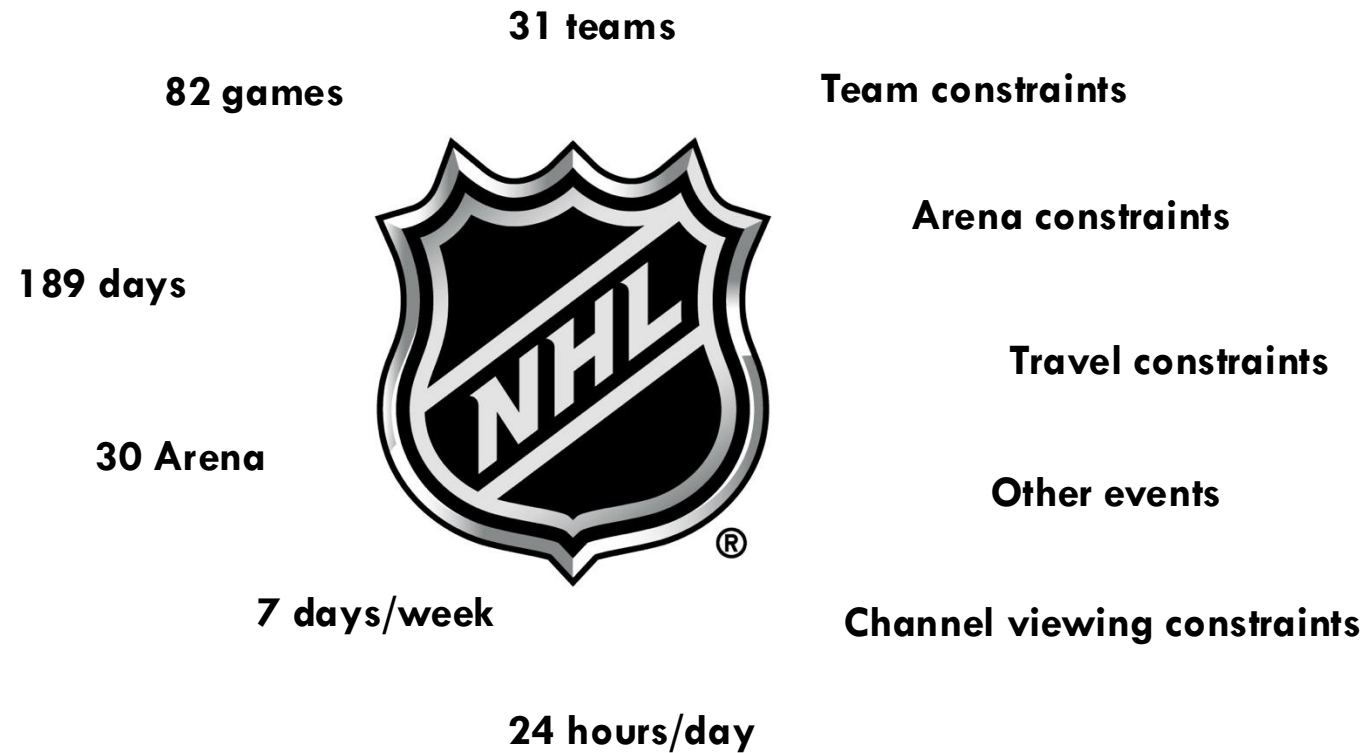 31 teams
82 games
Team constraints
Arena constraints
189 days
NHL
Travel constraints
30 Arena
Other events
®
7 days/week
Channel viewing constraints
24 hours/day